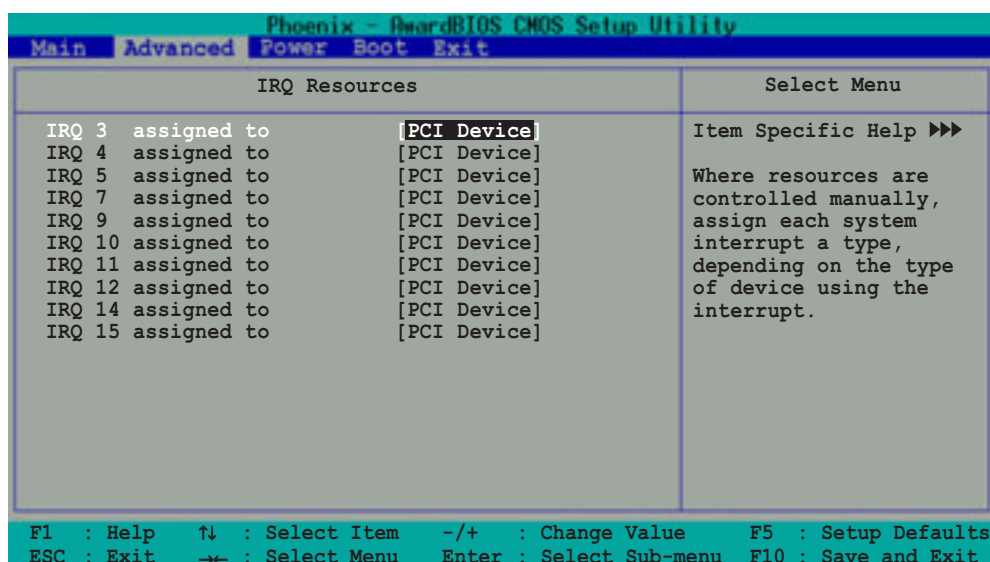 Phoenix - AwardBIOS CMOS Setup Utility
Main Advanced Power Boot Exit
IRQ Resources
Select Menu
IRQ 3 assigned to [PCI Device]
IRQ 4 assigned to [PCI Device]
IRQ 5 assigned to [PCI Device]
IRQ 7 assigned to [PCI Device]
IRQ 9 assigned to [PCI Device]
IRQ 10 assigned to [PCI Device]
IRQ 11 assigned to [PCI Device]
IRQ 12 assigned to [PCI Device]
IRQ 14 assigned to [PCI Device]
IRQ 15 assigned to [PCI Device]
Item Specific Help ▶▶▶
Where resources are
controlled manually,
assign each system
interrupt a type,
depending on the type
of device using the
interrupt.
F1 : Help ↑↓ : Select Item -/+ : Change Value F5 : Setup Defaults
ESC : Exit →← : Select Menu Enter : Select Sub-menu F10 : Save and Exit